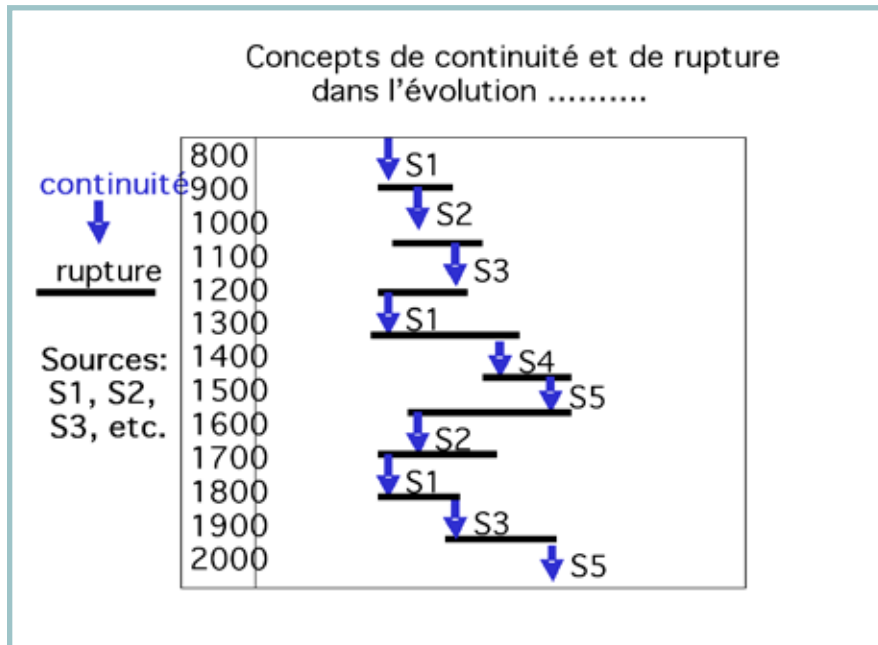 Concepts de continuité et de rupture
dans l'évolution ..........
continuité
rupture
Sources:
S1, S2,
S3, etc.
800
S1
900
S2
1000
1100
S3
1200
1300
S1
1400
S4
1500
S5
1600
S2
1700
1800
S1
1900
S3
2000
S5